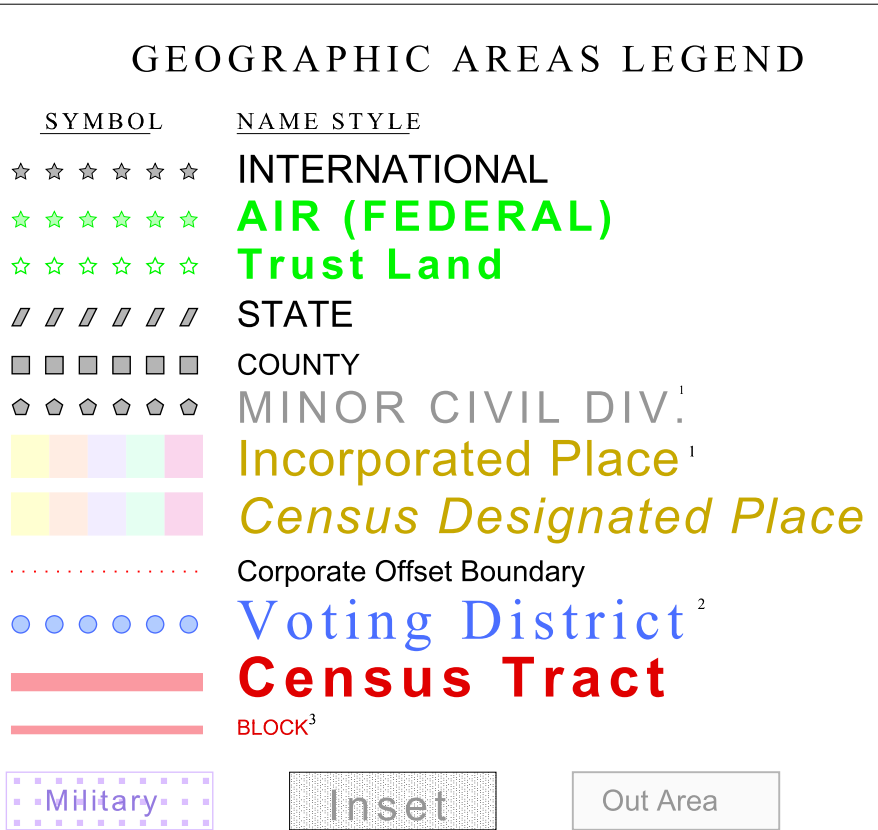 GEOGRAPHIC AREAS LEGEND
SYMBOL NAME STYLE
INTERNATIONAL
AIR (FEDERAL)
Trust Land
STATE
COUNTY
MINOR CIVIL DIV.¹
Incorporated Place ¹
Census Designated Place
Corporate Offset Boundary
Voting District ²
Census Tract
BLOCK³
Military Inset Out Area